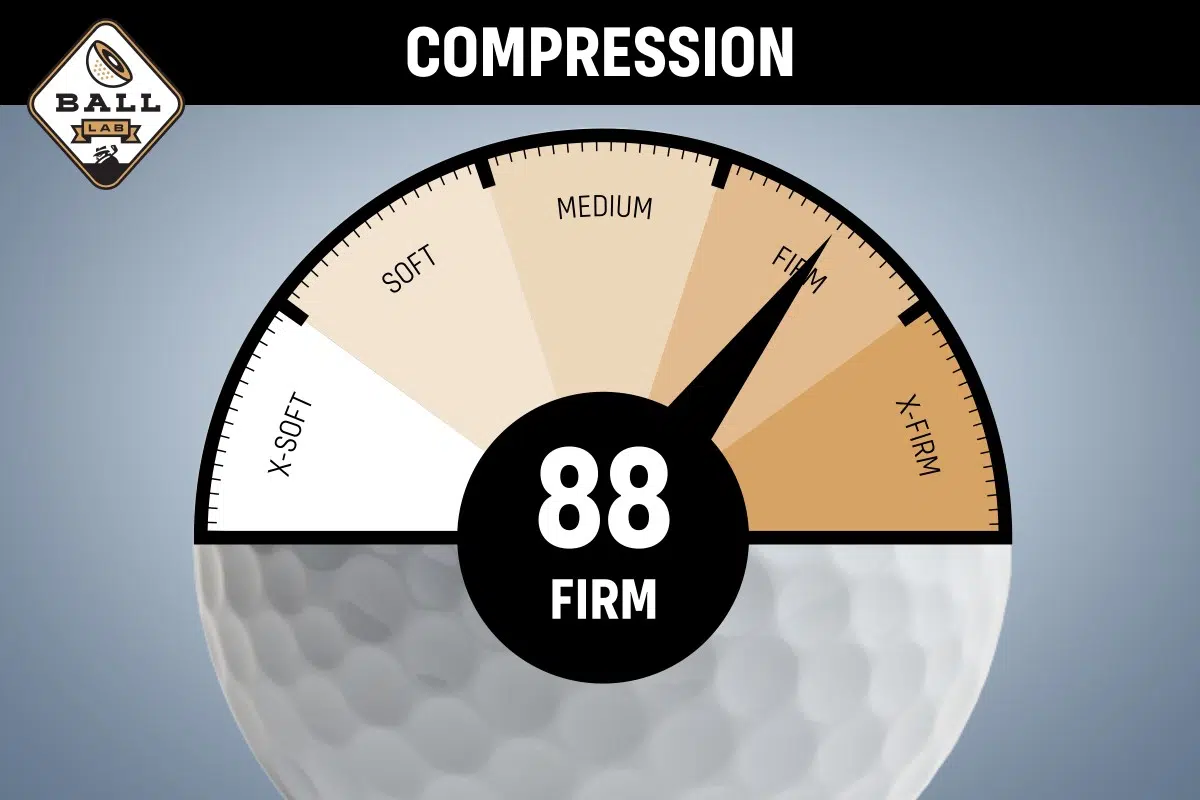 COMPRESSION
BALL
LAB
X-SOFT
SOFT
MEDIUM
FIRM
X-FIRM
88
FIRM